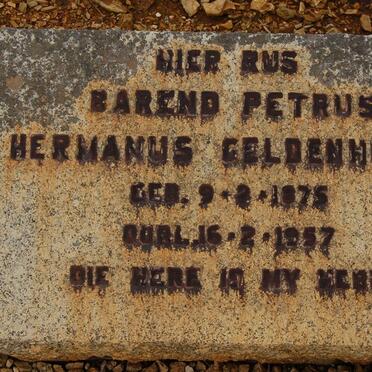 HIER RUS
BAREND PETRUS
HERMANUS GELDENH
GEB. 9-2-1875
OORL. 16-2-1957
DIE HERE IS MY HER